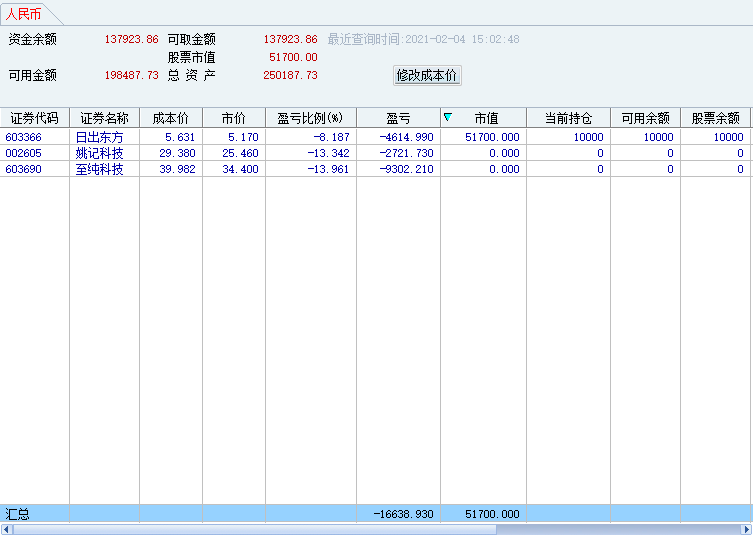 人民币
资金余额 137923.86 可取金额 137923.86 最近查询时间:2021-02-04 15:02:48
股票市值 51700.00
可用金额 198487.73 总 资 产 250187.73 修改成本价
证券代码 证券名称 成本价 市价 盈亏比例(%) 盈亏 市值 当前持仓 可用余额 股票余额
603366 日出东方 5.631 5.170 -8.187 -4614.990 51700.000 10000 10000 10000
002605 姚记科技 29.380 25.460 -13.342 -2721.730 0.000 0 0 0
603690 至纯科技 39.982 34.400 -13.961 -9302.210 0.000 0 0 0
汇总 -16638.930 51700.000